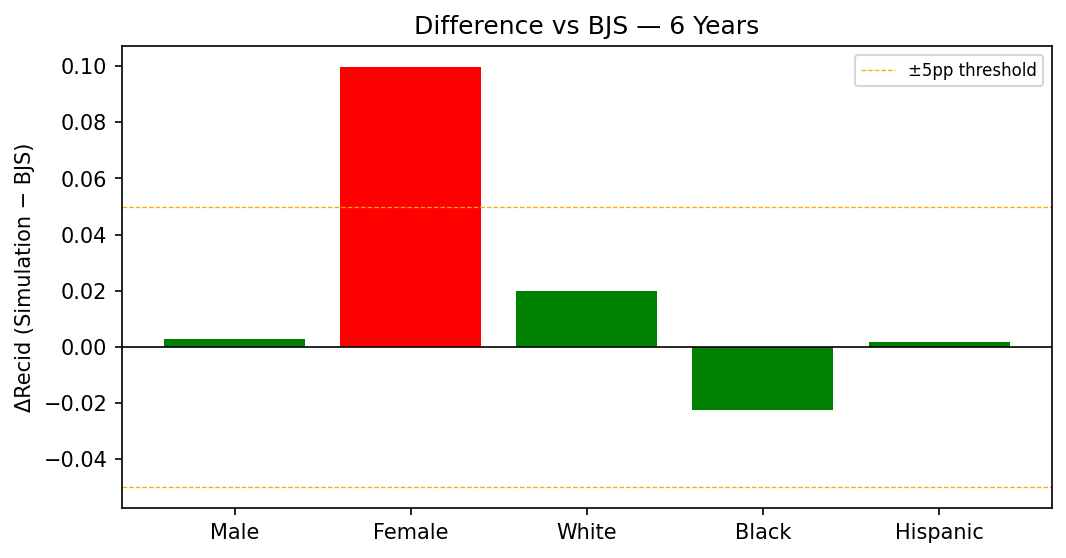 Difference vs BJS — 6 Years
±5pp threshold
ΔRecid (Simulation − BJS)
0.10
0.08
0.06
0.04
0.02
0.00
−0.02
−0.04
Male Female White Black Hispanic